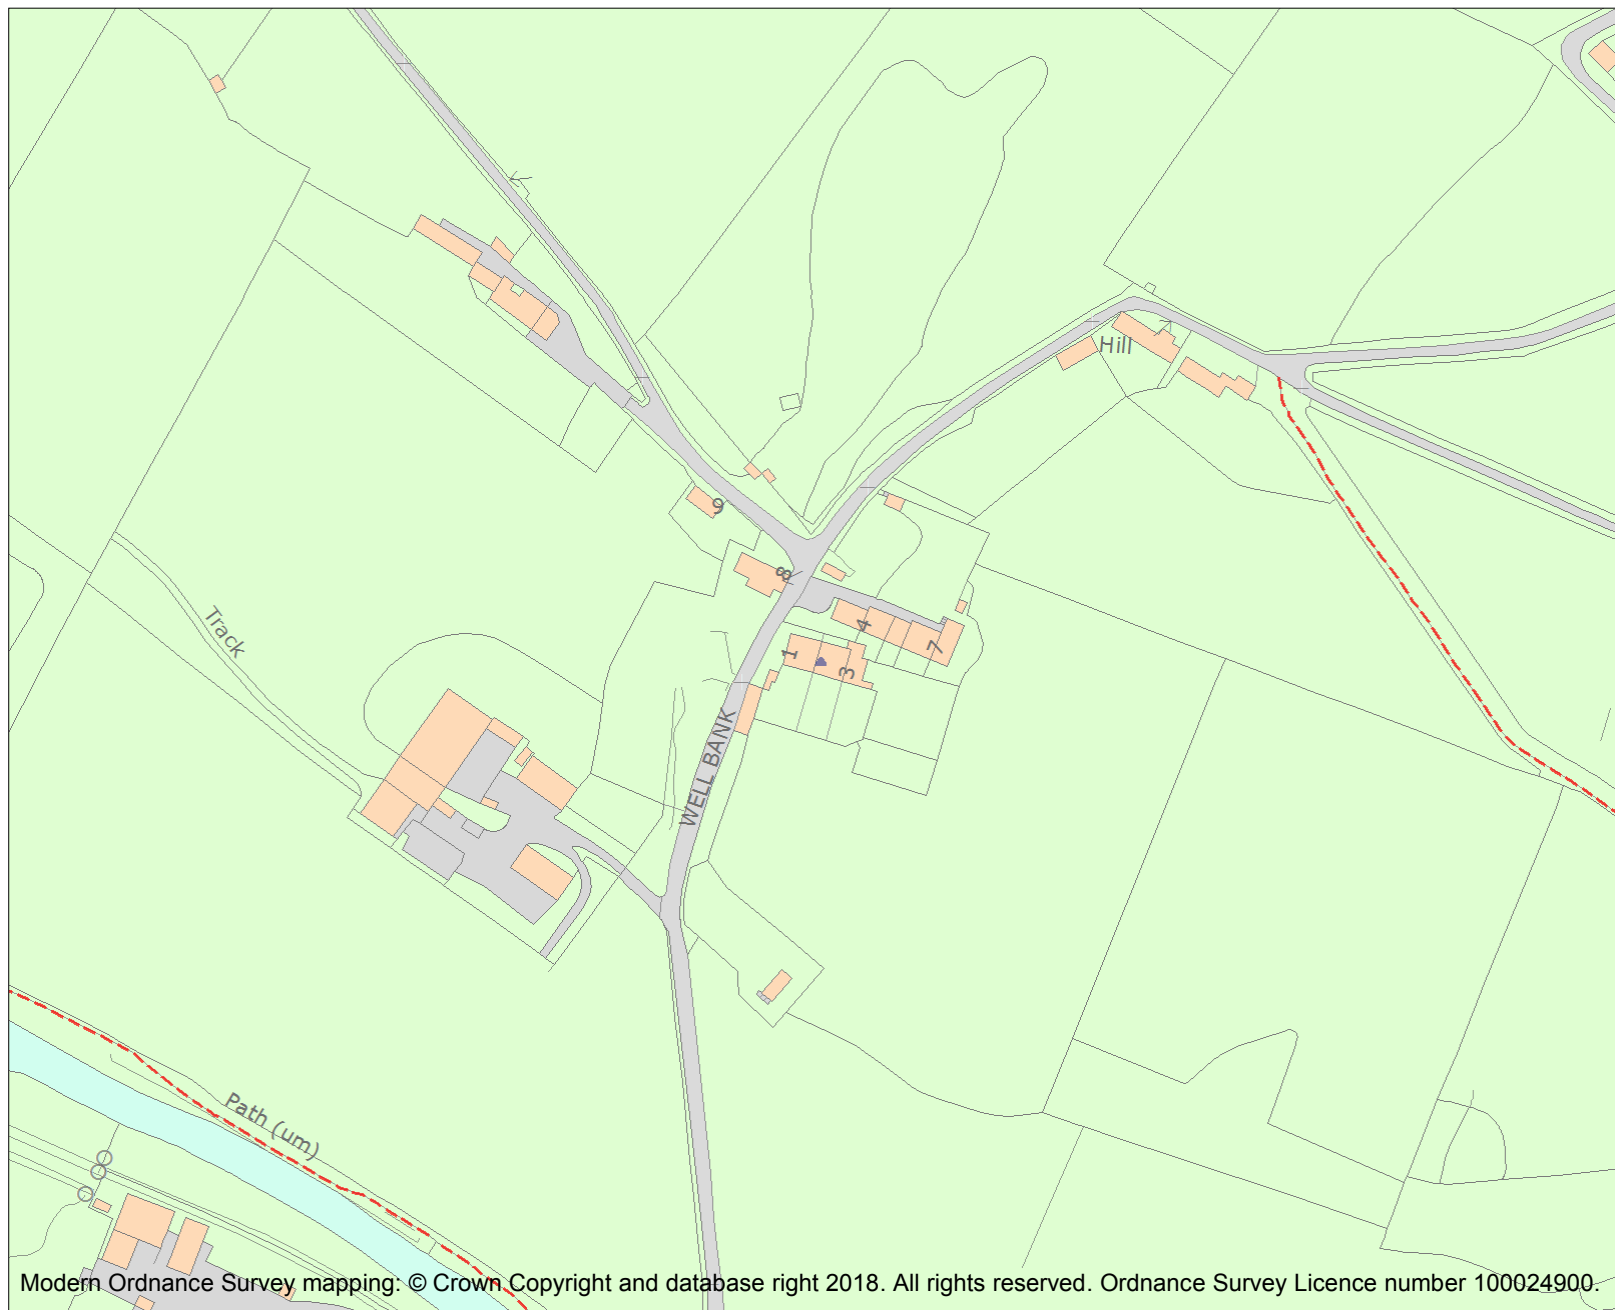 Hill
9
8
Track
4
7
1
3
WELL BANK
Path (um)
Modern Ordnance Survey mapping: © Crown Copyright and database right 2018. All rights reserved. Ordnance Survey Licence number 100024900.